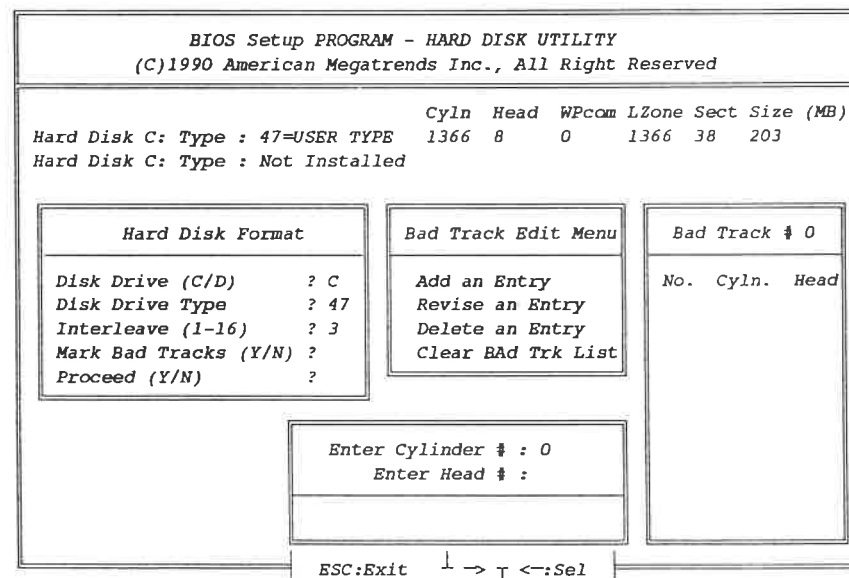 BIOS Setup PROGRAM - HARD DISK UTILITY
(C)1990 American Megatrends Inc., All Right Reserved
Cyln Head WPcom LZone Sect Size (MB)
Hard Disk C: Type : 47=USER TYPE 1366 8 0 1366 38 203
Hard Disk C: Type : Not Installed
Hard Disk Format
Disk Drive (C/D) ? C
Disk Drive Type ? 47
Interleave (1-16) ? 3
Mark Bad Tracks (Y/N) ?
Proceed (Y/N) ?
Bad Track Edit Menu
Add an Entry
Revise an Entry
Delete an Entry
Clear BAd Trk List
Bad Track # 0
No. Cyln. Head
Enter Cylinder # : 0
Enter Head # :
ESC:Exit ┴ → ┬ ←:Sel